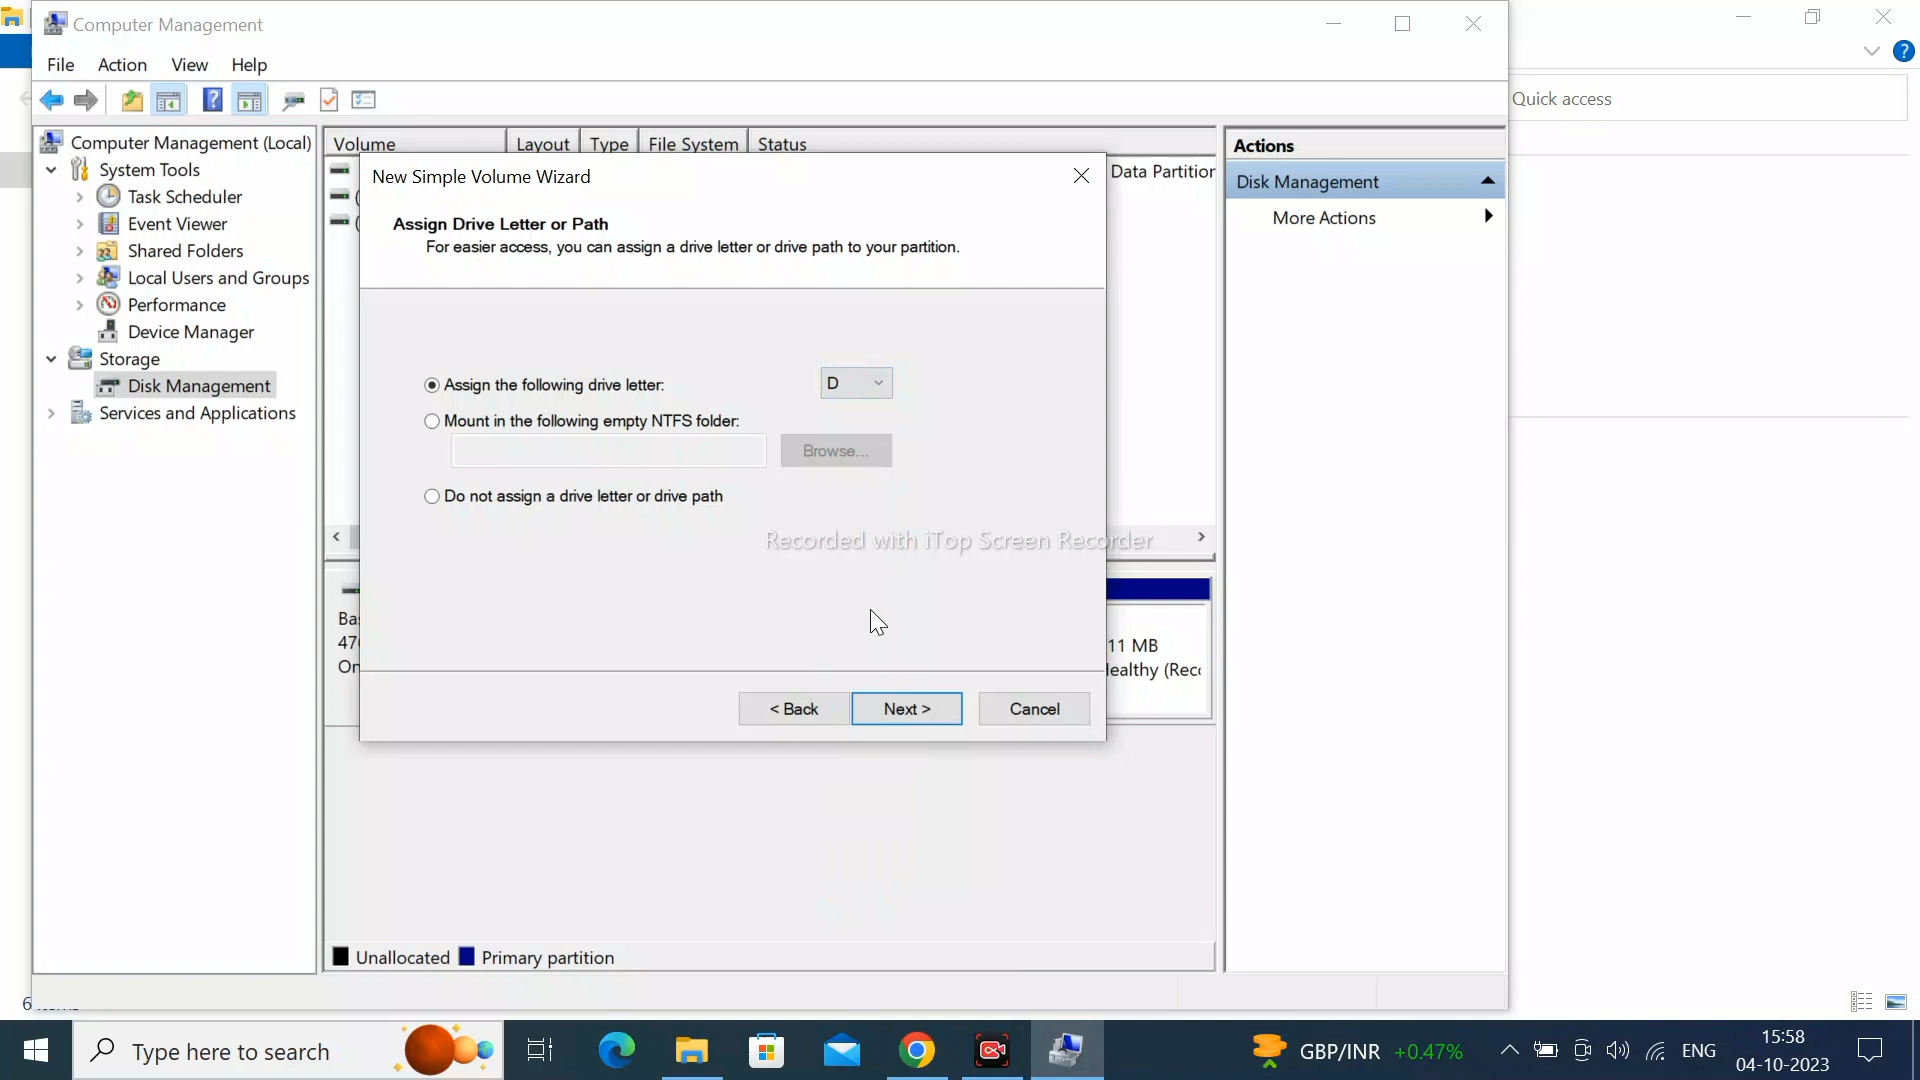 Computer Management
File Action View Help
Quick access
Computer Management (Local)
System Tools
Task Scheduler
Event Viewer
Shared Folders
Local Users and Groups
Performance
Device Manager
Storage
Disk Management
Services and Applications
Volume Layout Type File System Status
Data Partition
New Simple Volume Wizard
Assign Drive Letter or Path
For easier access, you can assign a drive letter or drive path to your partition.
Assign the following drive letter: D
Mount in the following empty NTFS folder:
Browse...
Do not assign a drive letter or drive path
Recorded with iTop Screen Recorder
Bas
476
On
11 MB
ealthy (Reco
< Back Next > Cancel
Unallocated Primary partition
Actions
Disk Management
More Actions
Type here to search
GBP/INR +0.47%
ENG
15:58
04-10-2023